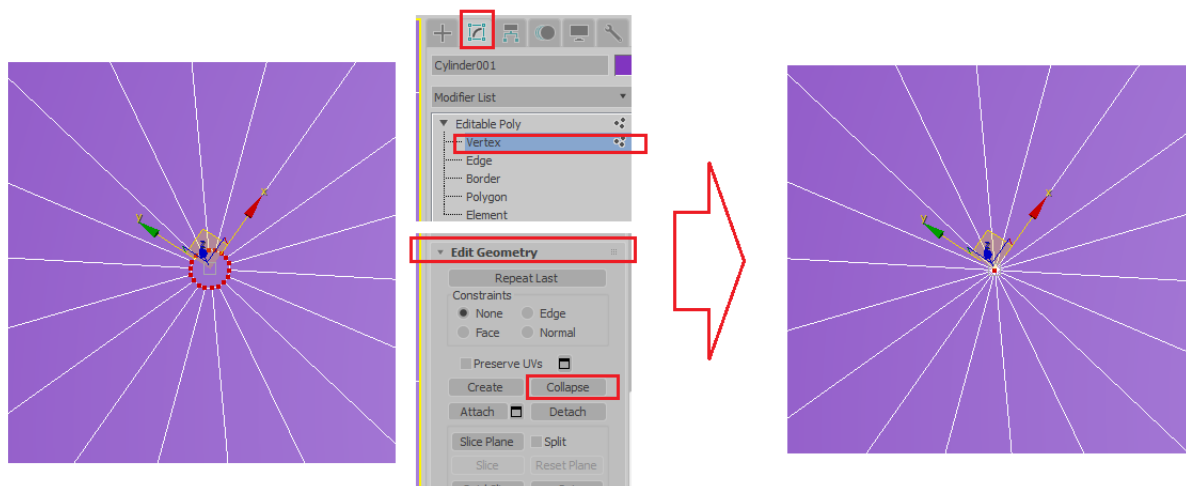 Cylinder001
Modifier List
Editable Poly
Vertex
Edge
Border
Polygon
Element
Edit Geometry
Repeat Last
Constraints
None Edge
Face Normal
Preserve UVs
Create Collapse
Attach Detach
Slice Plane Split
Slice Reset Plane
y x z
y x z